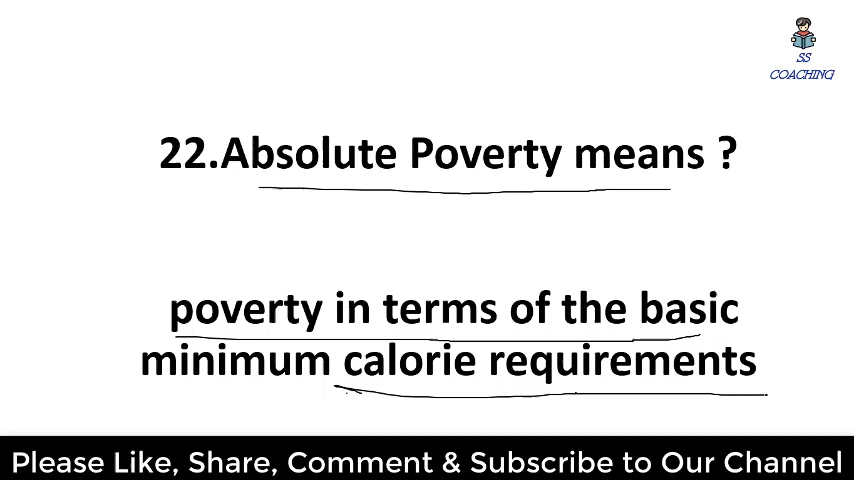 SS
COACHING
22.Absolute Poverty means ?
poverty in terms of the basic
minimum calorie requirements
Please Like, Share, Comment & Subscribe to Our Channel